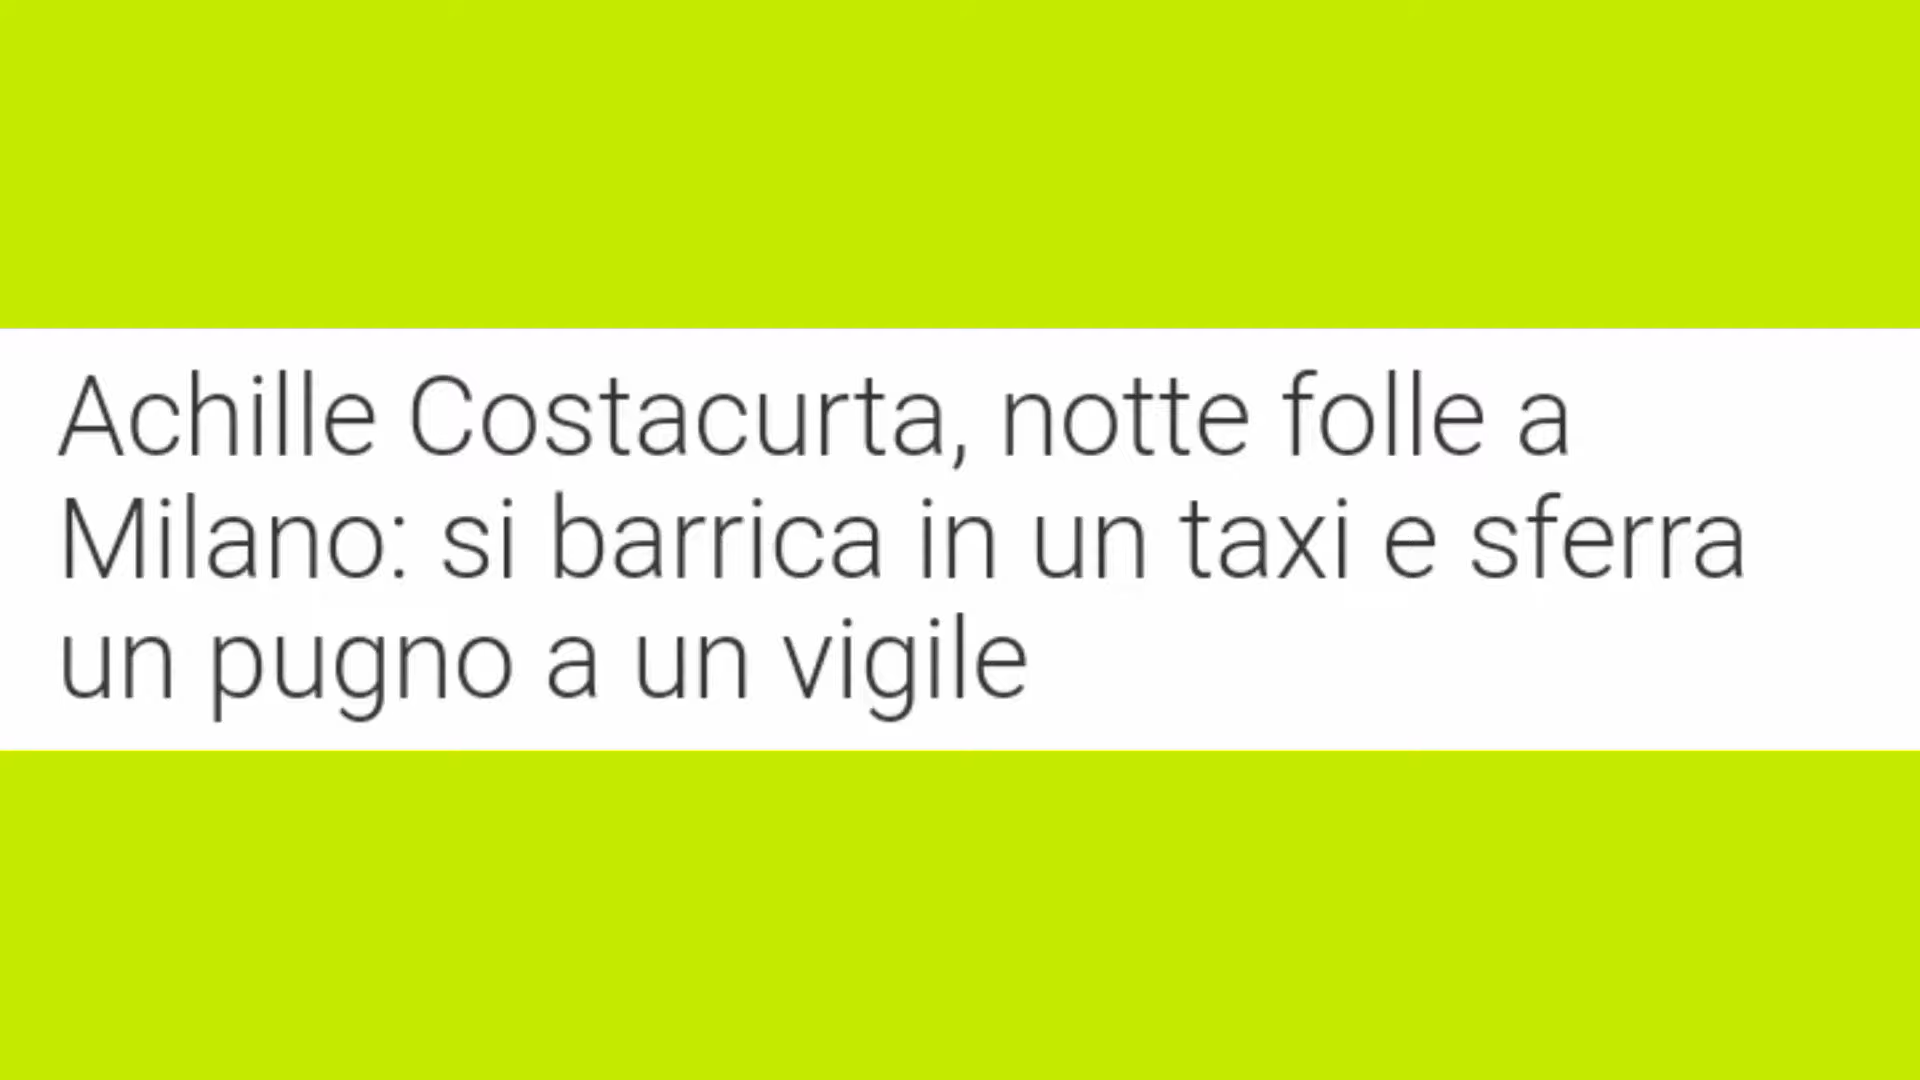 Achille Costacurta, notte folle a
Milano: si barrica in un taxi e sferra
un pugno a un vigile